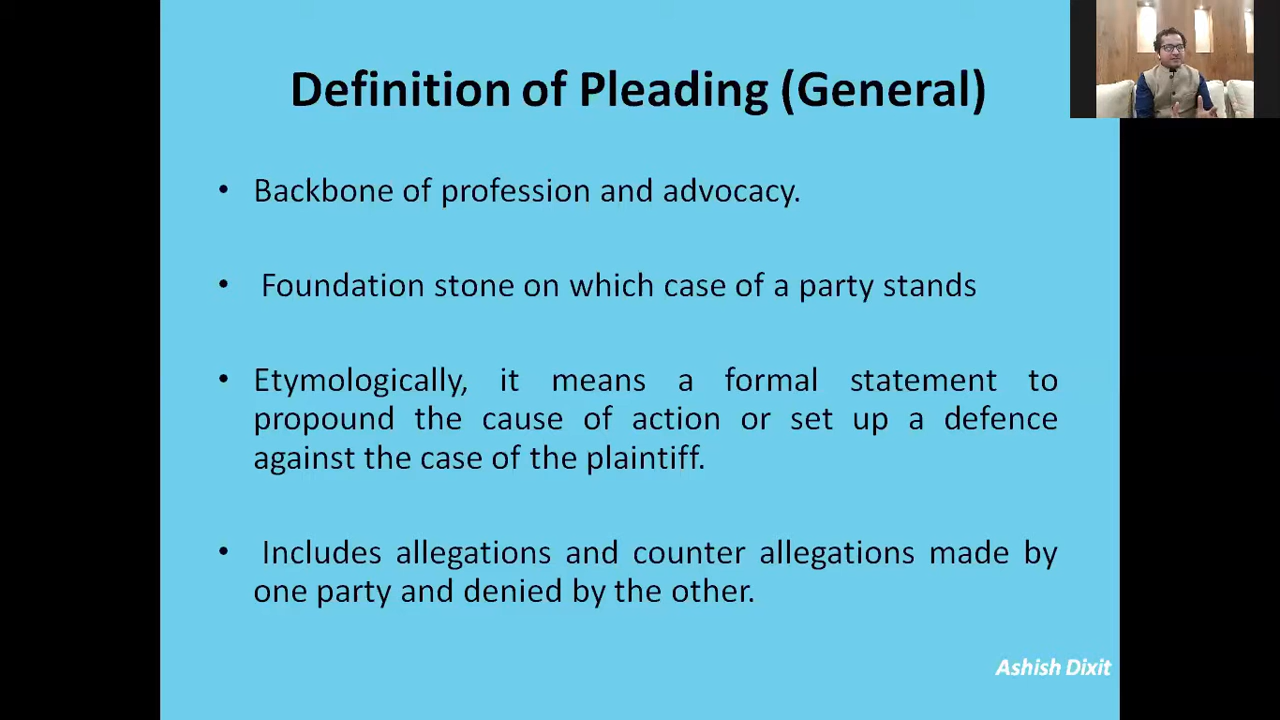 Definition of Pleading (General)
• Backbone of profession and advocacy.
• Foundation stone on which case of a party stands
• Etymologically, it means a formal statement to
propound the cause of action or set up a defence
against the case of the plaintiff.
• Includes allegations and counter allegations made by
one party and denied by the other.
Ashish Dixit